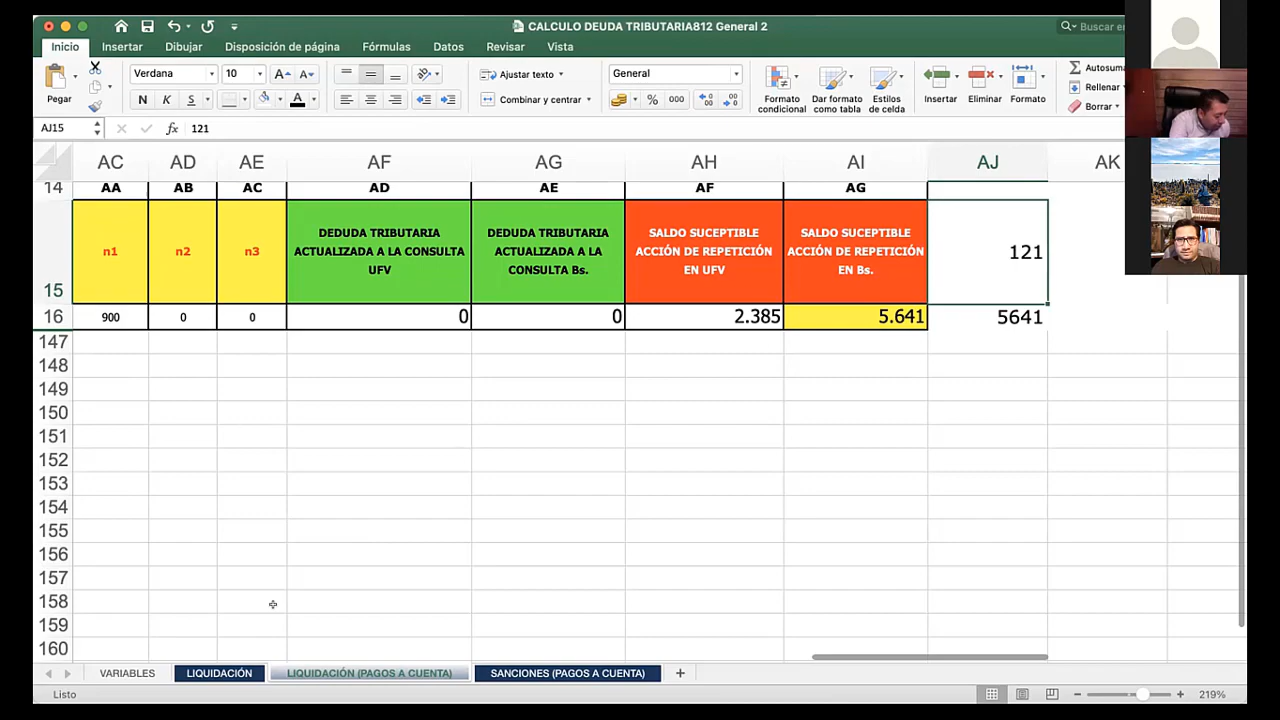 CALCULO DEUDA TRIBUTARIA812 General 2
Buscar en
Inicio Insertar Dibujar Disposición de página Fórmulas Datos Revisar Vista
Pegar
Verdana 10
N K S
Ajustar texto
Combinar y centrar
General
% 000
Formato condicional
Dar formato como tabla
Estilos de celda
Insertar
Eliminar
Formato
Autosuma
Rellenar
Borrar
AJ15 fx 121
AC AD AE AF AG AH AI AJ AK
14 AA AB AC AD AE AF AG
15 n1 n2 n3
DEDUDA TRIBUTARIA ACTUALIZADA A LA CONSULTA UFV
DEDUDA TRIBUTARIA ACTUALIZADA A LA CONSULTA Bs.
SALDO SUCEPTIBLE ACCIÓN DE REPETICIÓN EN UFV
SALDO SUCEPTIBLE ACCIÓN DE REPETICIÓN EN Bs.
121
16 900 0 0 0 0 2.385 5.641 5641
147
148
149
150
151
152
153
154
155
156
157
158
159
160
VARIABLES LIQUIDACIÓN LIQUIDACIÓN (PAGOS A CUENTA) SANCIONES (PAGOS A CUENTA) +
Listo
219%